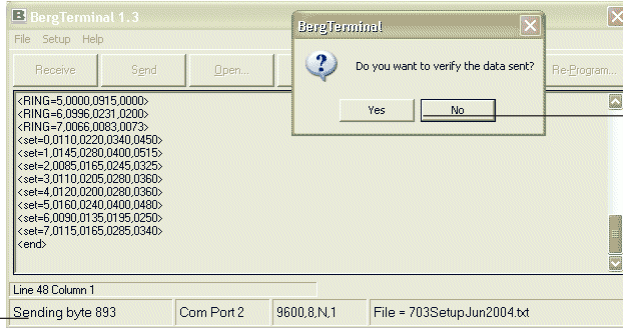 BergTerminal 1.3
File Setup Help
Receive
Send
Open...
Re-Program...
BergTerminal
Do you want to verify the data sent?
Yes
No
<RING=5,0000,0915,0000>
<RING=6,0996,0231,0200>
<RING=7,0066,0083,0073>
<set=0,0110,0220,0340,0450>
<set=1,0145,0280,0400,0515>
<set=2,0085,0165,0245,0325>
<set=3,0110,0205,0280,0360>
<set=4,0120,0200,0280,0360>
<set=5,0160,0240,0400,0480>
<set=6,0090,0135,0195,0250>
<set=7,0115,0165,0285,0340>
<end>
Line 48 Column 1
Sending byte 893
Com Port 2
9600,8,N,1
File = 703SetupJun2004.txt